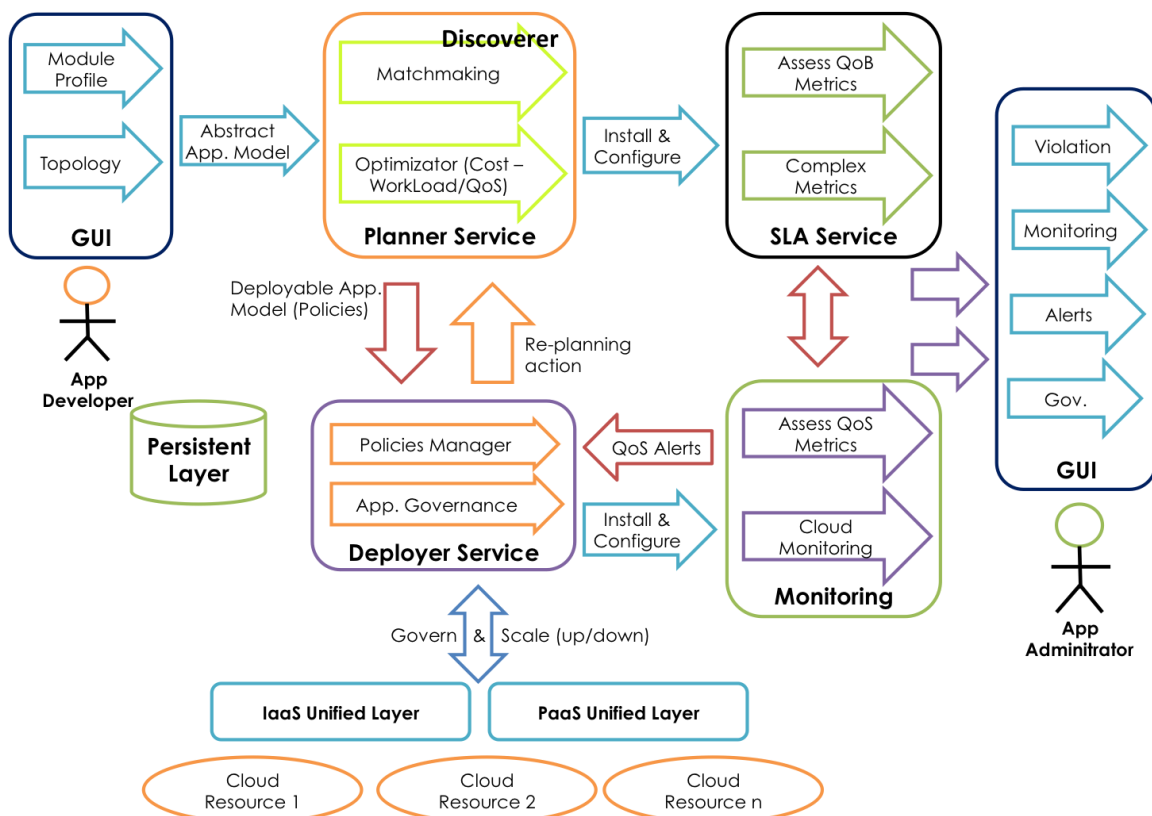 Module
Profile
Topology
GUI
App
Developer
Abstract
App. Model
Discoverer
Matchmaking
Optimizator (Cost –
WorkLoad/QoS)
Planner Service
Install &
Configure
Assess QoB
Metrics
Complex
Metrics
SLA Service
Violation
Monitoring
Alerts
Gov.
GUI
App
Adminitrator
Deployable App.
Model (Policies)
Re-planning
action
Persistent
Layer
Policies Manager
App. Governance
Deployer Service
QoS Alerts
Install &
Configure
Assess QoS
Metrics
Cloud
Monitoring
Monitoring
Govern & Scale (up/down)
IaaS Unified Layer
PaaS Unified Layer
Cloud
Resource 1
Cloud
Resource 2
Cloud
Resource n